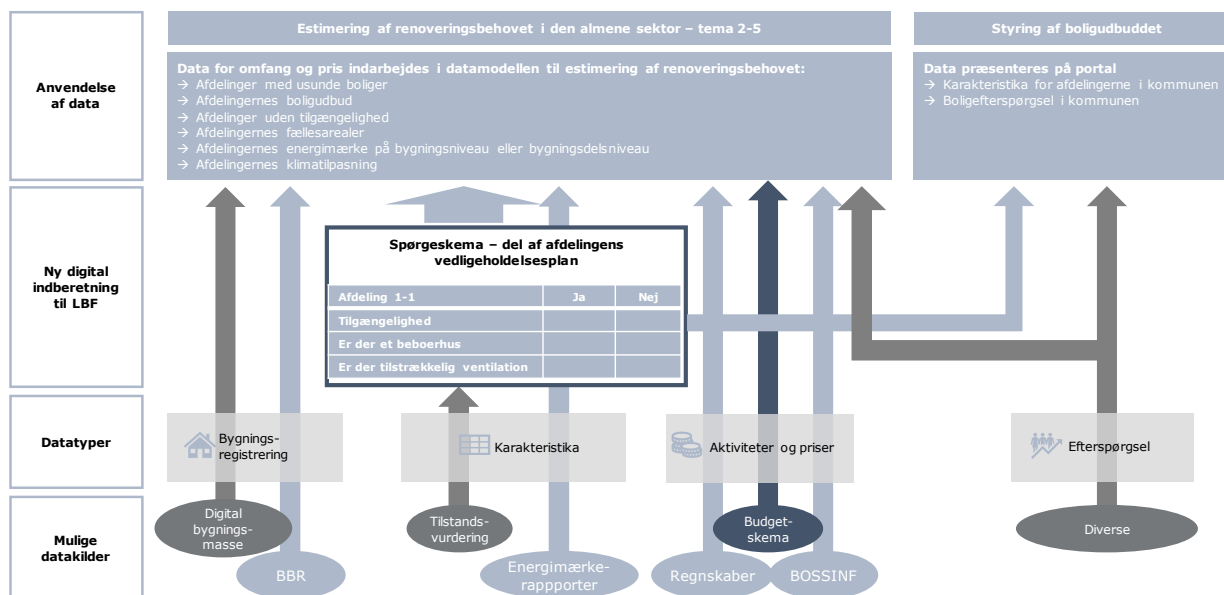 Estimering af renoveringsbehovet i den almene sektor – tema 2-5
Styring af boligudbuddet
Anvendelse
af data
Data for omfang og pris indarbejdes i datamodellen til estimering af renoveringsbehovet:
→ Afdelinger med usunde boliger
→ Afdelingernes boligudbud
→ Afdelinger uden tilgængelighed
→ Afdelingernes fællesarealer
→ Afdelingernes energimærke på bygningsniveau eller bygningsdelsniveau
→ Afdelingernes klimatilpasning
Data præsenteres på portal
→ Karakteristika for afdelingerne i kommunen
→ Boligefterspørgsel i kommunen
Ny digital
indberetning
til LBF
Spørgeskema – del af afdelingens
vedligeholdelsesplan
Afdeling 1-1 Ja Nej
Tilgængelighed
Er der et beboerhus
Er der tilstrækkelig ventilation
Datatyper
Bygnings-
registrering
Karakteristika
Aktiviteter og priser
Efterspørgsel
Mulige
datakilder
Digital
bygnings-
masse
BBR
Tilstands-
vurdering
Energimærke-
rappporter
Regnskaber
Budget-
skema
BOSSINF
Diverse